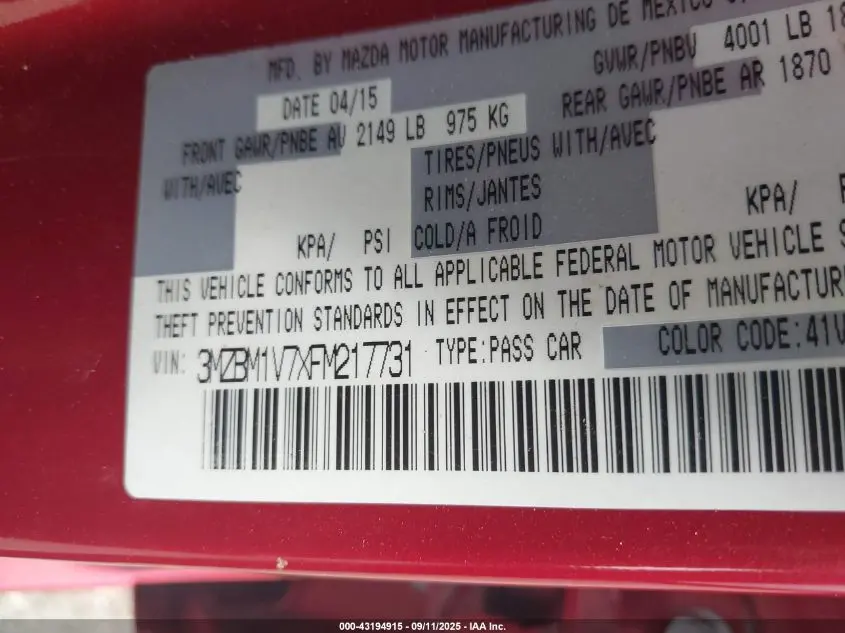 MFD. BY MAZDA MOTOR MANUFACTURING DE MEXICO
DATE 04/15
GVWR/PNBV 4001 LB 18
FRONT GAWR/PNBE AV 2149 LB 975 KG
REAR GAWR/PNBE AR 1870
WITH/AVEC
TIRES/PNEUS WITH/AVEC
RIMS/JANTES
KPA/ PSI COLD/A FROID
KPA/
THIS VEHICLE CONFORMS TO ALL APPLICABLE FEDERAL MOTOR VEHICLE S
THEFT PREVENTION STANDARDS IN EFFECT ON THE DATE OF MANUFACTUR
VIN: 3MZBM1V7XFM217731 TYPE:PASS CAR COLOR CODE:41V
000-43194915 - 09/11/2025 - IAA Inc.